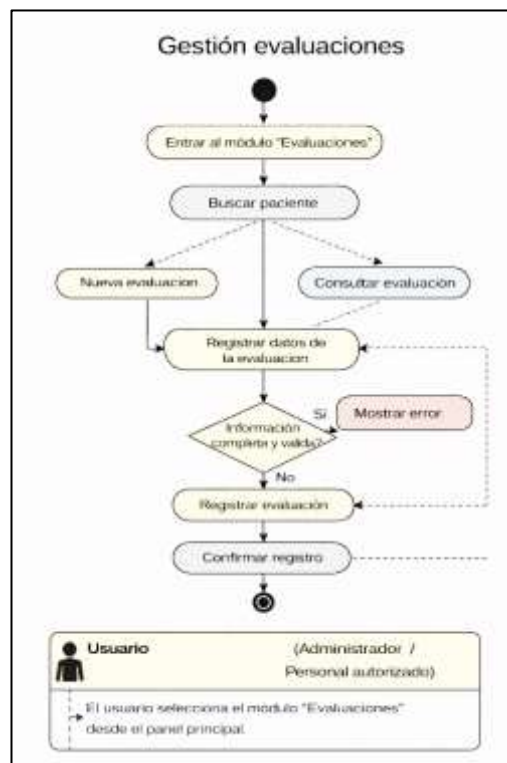 Gestión evaluaciones
Entrar al módulo "Evaluaciones"
Buscar paciente
Nueva evaluacion
Consultar evaluación
Registrar datos de
la evaluacion
Si
Mostrar error
Información
completa y valida?
No
Registrar evaluación
Confirmar registro
Usuario (Administrador /
Personal autorizado)
El usuario selecciona el módulo "Evaluaciones"
desde el panel principal